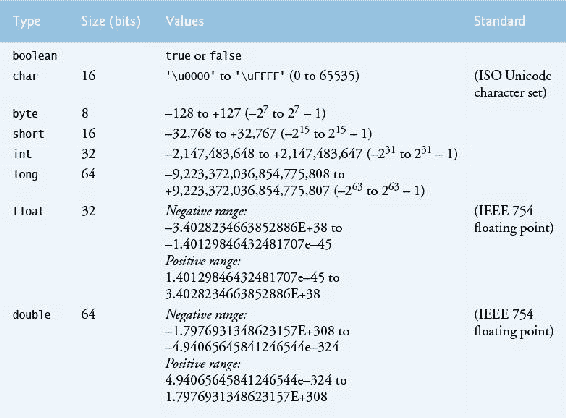 Type Size (bits) Values Standard
boolean true or false
char 16 '\u0000' to '\uFFFF' (0 to 65535) (ISO Unicode
character set)
byte 8 –128 to +127 (–2⁷ to 2⁷ – 1)
short 16 –32,768 to +32,767 (–2¹⁵ to 2¹⁵ – 1)
int 32 –2,147,483,648 to +2,147,483,647 (–2³¹ to 2³¹ – 1)
long 64 –9,223,372,036,854,775,808 to
+9,223,372,036,854,775,807 (–2⁶³ to 2⁶³ – 1)
float 32 Negative range: (IEEE 754
–3.4028234663852886E+38 to floating point)
–1.40129846432481707e–45
Positive range:
1.40129846432481707e–45 to
3.4028234663852886E+38
double 64 Negative range: (IEEE 754
–1.7976931348623157E+308 to floating point)
–4.94065645841246544e–324
Positive range:
4.94065645841246544e–324 to
1.7976931348623157E+308